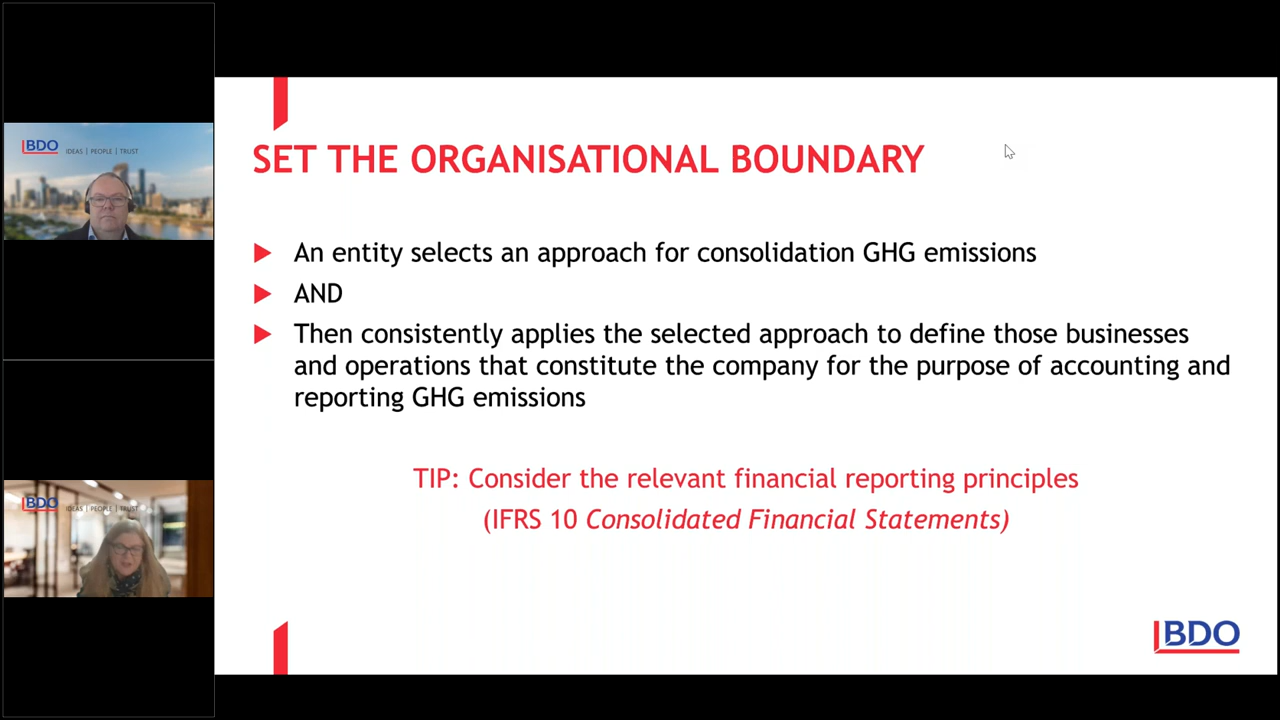 BDO
IDEAS | PEOPLE | TRUST
BDO
IDEAS | PEOPLE | TRUST
SET THE ORGANISATIONAL BOUNDARY
An entity selects an approach for consolidation GHG emissions
AND
Then consistently applies the selected approach to define those businesses
and operations that constitute the company for the purpose of accounting and
reporting GHG emissions
TIP: Consider the relevant financial reporting principles
(IFRS 10 Consolidated Financial Statements)
BDO